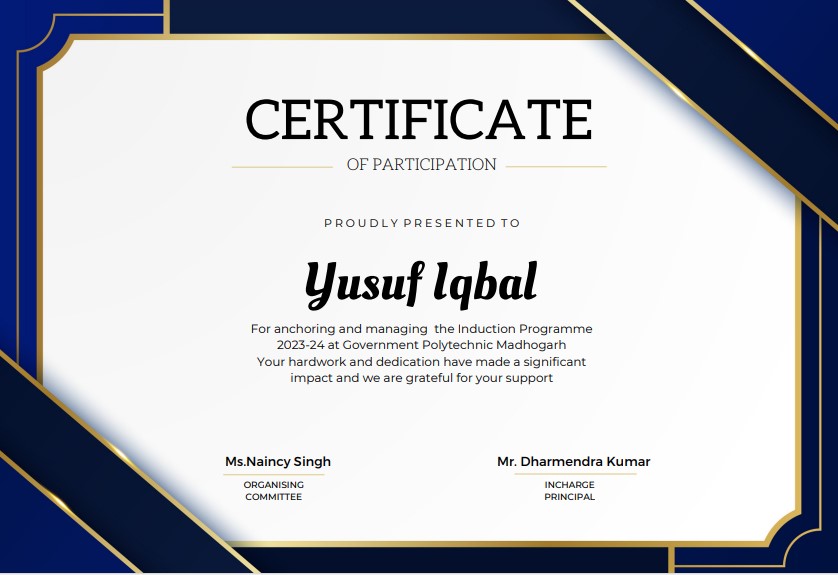 CERTIFICATE
OF PARTICIPATION
PROUDLY PRESENTED TO
Yusuf Iqbal
For anchoring and managing the Induction Programme
2023-24 at Government Polytechnic Madhogarh
Your hardwork and dedication have made a significant
impact and we are grateful for your support
Ms.Naincy Singh
ORGANISING
COMMITTEE
Mr. Dharmendra Kumar
INCHARGE
PRINCIPAL